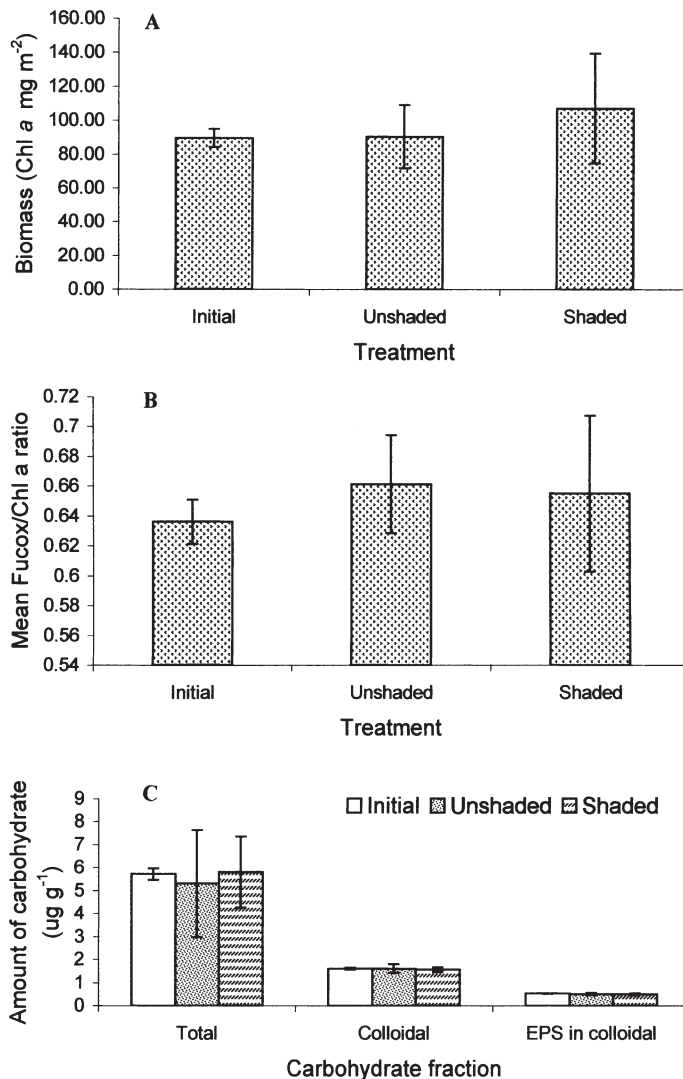 A
Biomass (Chl a mg m-2)
160.00
140.00
120.00
100.00
80.00
60.00
40.00
20.00
0.00
Initial Unshaded Shaded
Treatment
B
Mean Fucox/Chl a ratio
0.72
0.7
0.68
0.66
0.64
0.62
0.6
0.58
0.56
0.54
Initial Unshaded Shaded
Treatment
C
Amount of carbohydrate
(ug g-1)
Initial Unshaded Shaded
9
8
7
6
5
4
3
2
1
0
Total Colloidal EPS in colloidal
Carbohydrate fraction